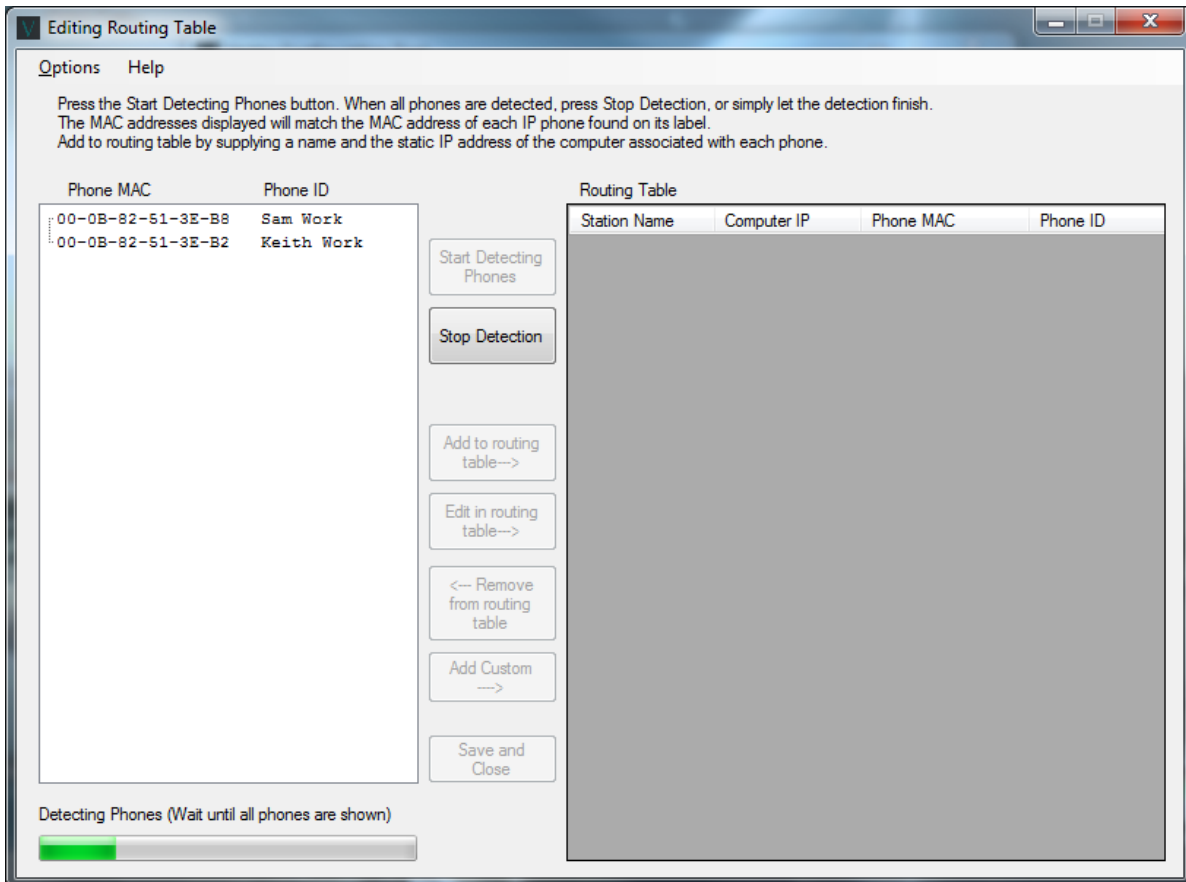 Editing Routing Table
X
Options Help
Press the Start Detecting Phones button. When all phones are detected, press Stop Detection, or simply let the detection finish.
The MAC addresses displayed will match the MAC address of each IP phone found on its label.
Add to routing table by supplying a name and the static IP address of the computer associated with each phone.
Phone MAC Phone ID
00-0B-82-51-3E-B8 Sam Work
00-0B-82-51-3E-B2 Keith Work
Start Detecting
Phones
Stop Detection
Add to routing
table--->
Edit in routing
table--->
<--- Remove
from routing
table
Add Custom
---->
Save and
Close
Routing Table
Station Name Computer IP Phone MAC Phone ID
Detecting Phones (Wait until all phones are shown)